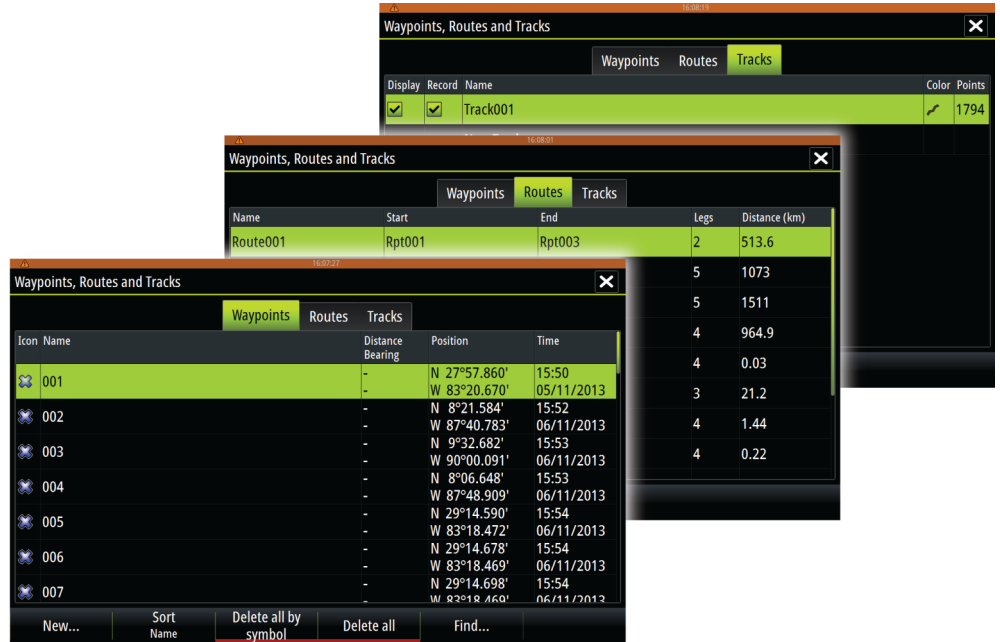 16:08:19
Waypoints, Routes and Tracks
Waypoints Routes Tracks
Display Record Name Color Points
Track001 1794
16:08:01
Waypoints, Routes and Tracks
Waypoints Routes Tracks
Name Start End Legs Distance (km)
Route001 Rpt001 Rpt003 2 513.6
5 1073
5 1511
4 964.9
4 0.03
3 21.2
4 1.44
4 0.22
16:07:27
Waypoints, Routes and Tracks
Waypoints Routes Tracks
Icon Name Distance Position Time
Bearing
- N 27°57.860' 15:50
001
- W 83°20.670' 05/11/2013
- N 8°21.584' 15:52
002
- W 87°40.783' 06/11/2013
- N 9°32.682' 15:53
003
- W 90°00.091' 06/11/2013
- N 8°06.648' 15:53
004
- W 87°48.909' 06/11/2013
- N 29°14.590' 15:54
005
- W 83°18.472' 06/11/2013
- N 29°14.678' 15:54
006
- W 83°18.469' 06/11/2013
- N 29°14.698' 15:54
007
- W 83°18.469' 06/11/2013
New... Sort Delete all by Delete all Find...
Name symbol